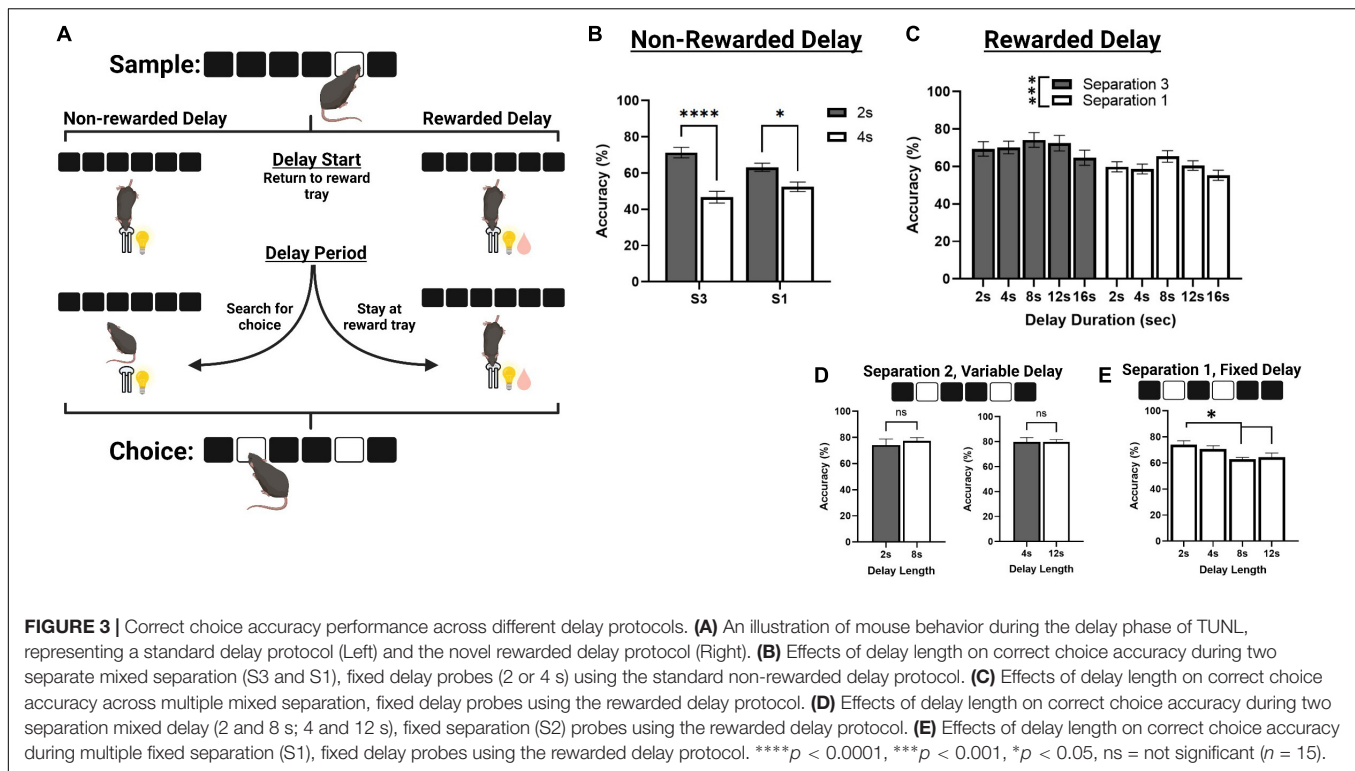 A
Sample:
Non-rewarded Delay
Rewarded Delay
Delay Start
Return to reward
tray
Delay Period
Search for
choice
Stay at
reward tray
Choice:
B
Non-Rewarded Delay
****
*
2s
4s
Accuracy (%)
100
80
60
40
20
0
S3
S1
C
Rewarded Delay
***
Separation 3
Separation 1
Accuracy (%)
100
80
60
40
20
0
2s 4s 8s 12s 16s 2s 4s 8s 12s 16s
Delay Duration (sec)
D
Separation 2, Variable Delay
ns
Accuracy (%)
100
80
60
40
20
0
2s 8s
Delay Length
ns
Accuracy (%)
100
80
60
40
20
0
4s 12s
Delay Length
E
Separation 1, Fixed Delay
*
Accuracy (%)
100
80
60
40
20
0
2s 4s 8s 12s
Delay Length
FIGURE 3 | Correct choice accuracy performance across different delay protocols. (A) An illustration of mouse behavior during the delay phase of TUNL,
representing a standard delay protocol (Left) and the novel rewarded delay protocol (Right). (B) Effects of delay length on correct choice accuracy during two
separate mixed separation (S3 and S1), fixed delay probes (2 or 4 s) using the standard non-rewarded delay protocol. (C) Effects of delay length on correct choice
accuracy across multiple mixed separation, fixed delay probes using the rewarded delay protocol. (D) Effects of delay length on correct choice accuracy during two
separation mixed delay (2 and 8 s; 4 and 12 s), fixed separation (S2) probes using the rewarded delay protocol. (E) Effects of delay length on correct choice accuracy
during multiple fixed separation (S1), fixed delay probes using the rewarded delay protocol. ****p < 0.0001, ***p < 0.001, *p < 0.05, ns = not significant (n = 15).